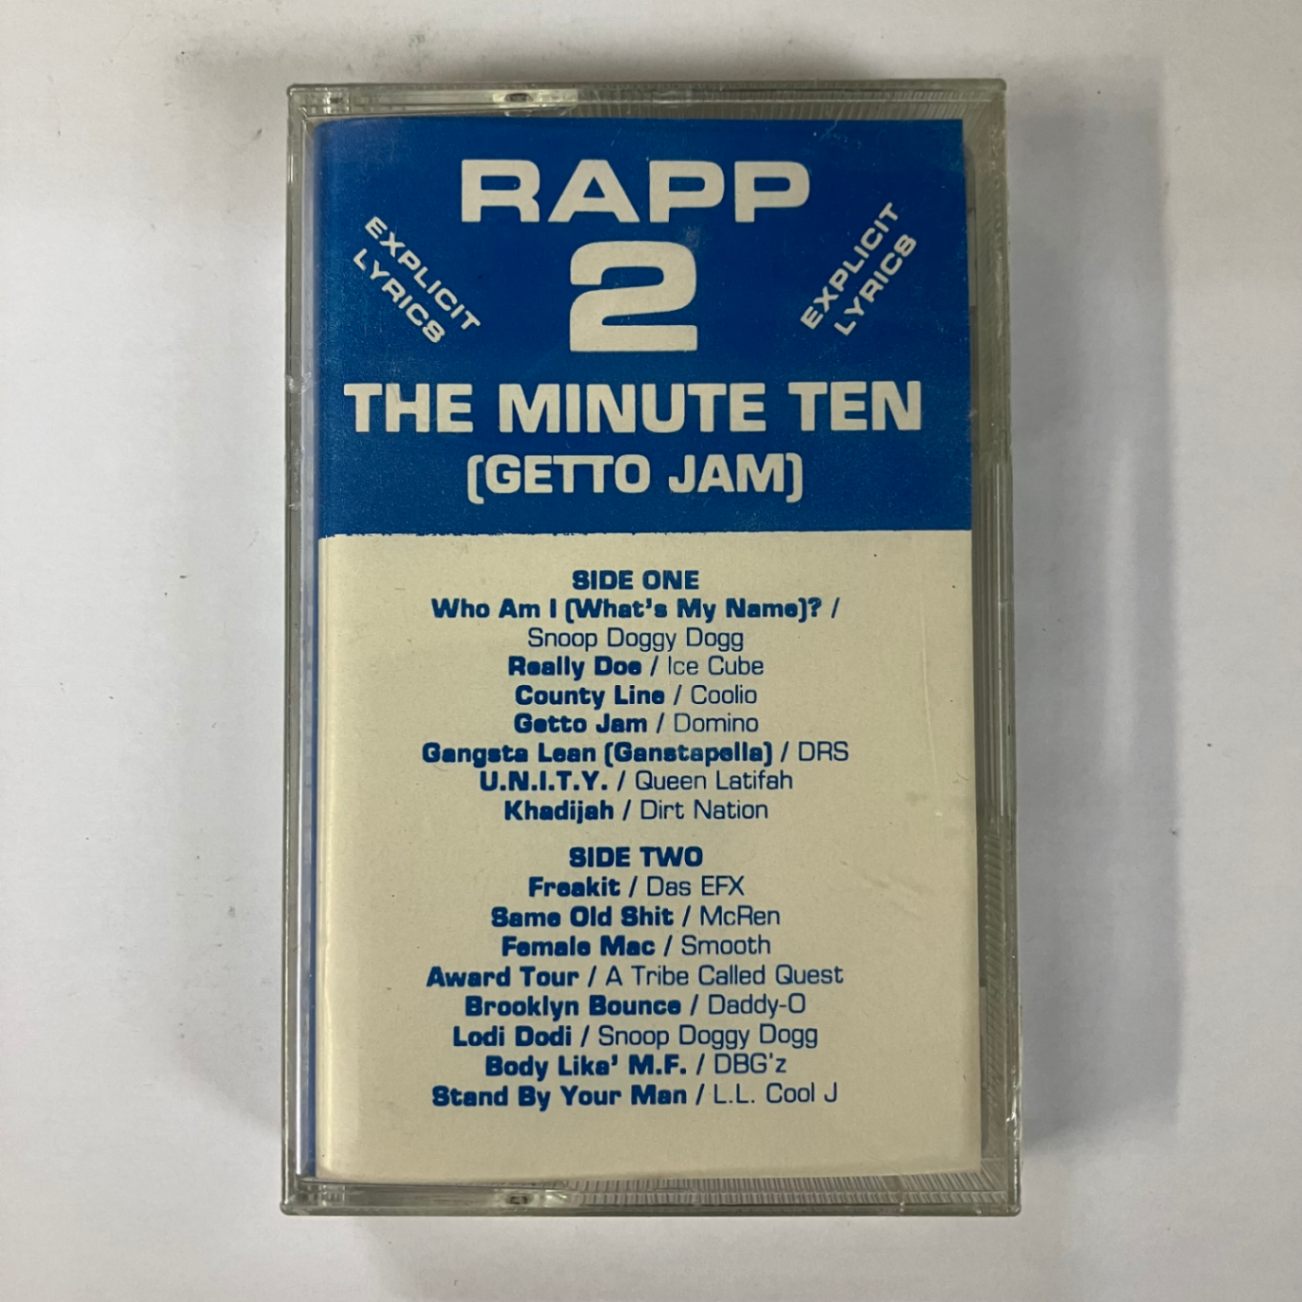 RAPP
2
EXPLICIT
LYRICS
EXPLICIT
LYRICS
THE MINUTE TEN
(GETTO JAM)
SIDE ONE
Who Am I (What's My Name)? /
Snoop Doggy Dogg
Really Doe / Ice Cube
County Line / Coolio
Getto Jam / Domino
Gangsta Lean (Ganstapella) / DRS
U.N.I.T.Y. / Queen Latifah
Khadijah / Dirt Nation
SIDE TWO
Freakit / Das EFX
Same Old Shit / McRen
Female Mac / Smooth
Award Tour / A Tribe Called Quest
Brooklyn Bounce / Daddy-O
Lodi Dodi / Snoop Doggy Dogg
Body Like' M.F. / DBG'z
Stand By Your Man / L.L. Cool J